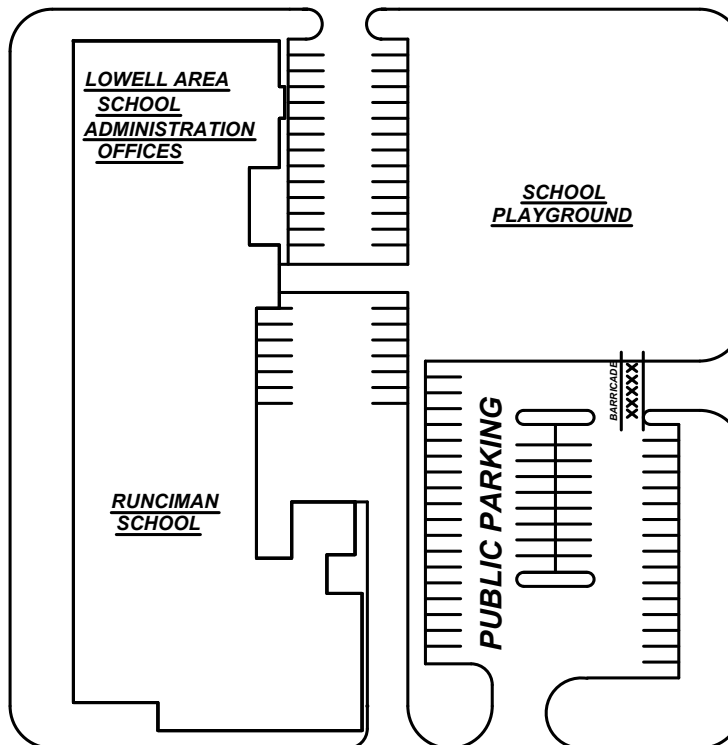 LOWELL AREA
SCHOOL
ADMINISTRATION
OFFICES
SCHOOL
PLAYGROUND
BARRICADE
XXXXX
PUBLIC PARKING
RUNCIMAN
SCHOOL